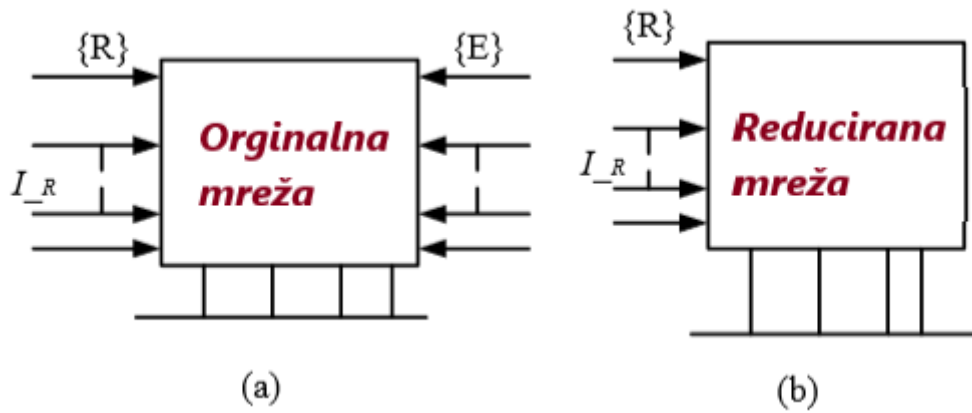 {R} {E}
Orginalna
mreža
I_R
(a)
{R}
Reducirana
mreža
I_R
(b)